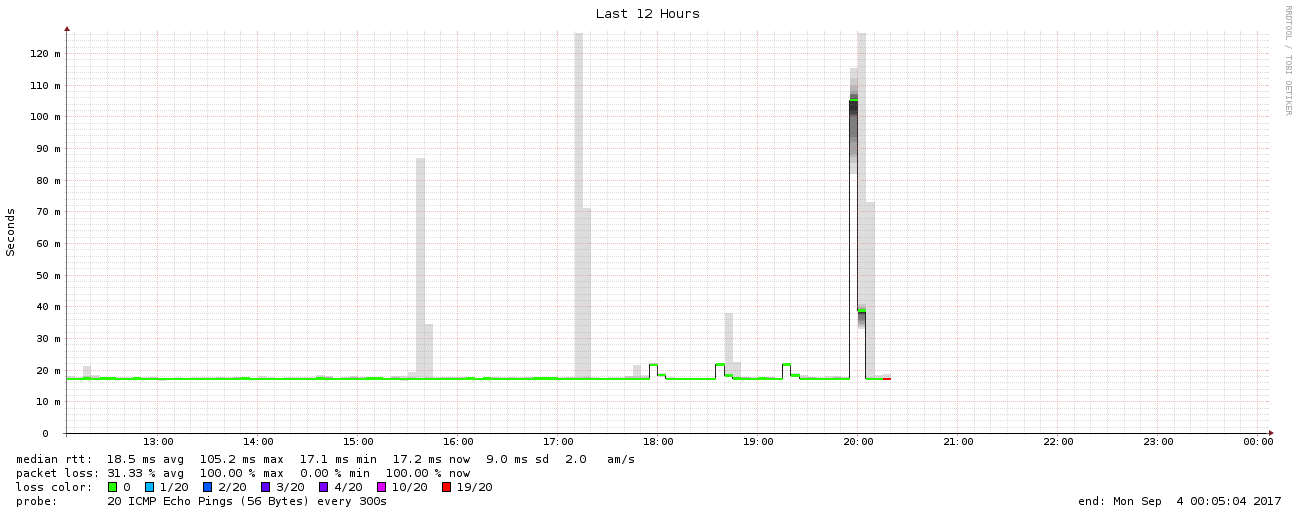 Last 12 Hours
RRDTOOL / TOBI OETIKER
Seconds
120 m
110 m
100 m
90 m
80 m
70 m
60 m
50 m
40 m
30 m
20 m
10 m
0
13:00 14:00 15:00 16:00 17:00 18:00 19:00 20:00 21:00 22:00 23:00 00:00
median rtt: 18.5 ms avg 105.2 ms max 17.1 ms min 17.2 ms now 9.0 ms sd 2.0 am/s
packet loss: 31.33 % avg 100.00 % max 0.00 % min 100.00 % now
loss color: 0 1/20 2/20 3/20 4/20 10/20 19/20
probe: 20 ICMP Echo Pings (56 Bytes) every 300s end: Mon Sep 4 00:05:04 2017